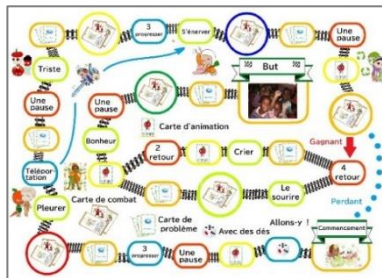 3
progresser
S'énerver
Une
pause
But
Triste
Une
pause
Une
pause
Carte d'animation
Gagnant
Bonheur
2
retour
Crier
4
retour
Télépor-
tation
Perdant
Pleurer
Carte de combat
Le
sourire
Carte de
problème
Avec des dés
Allons-y !
Commencement
3
progresser
Une
pause